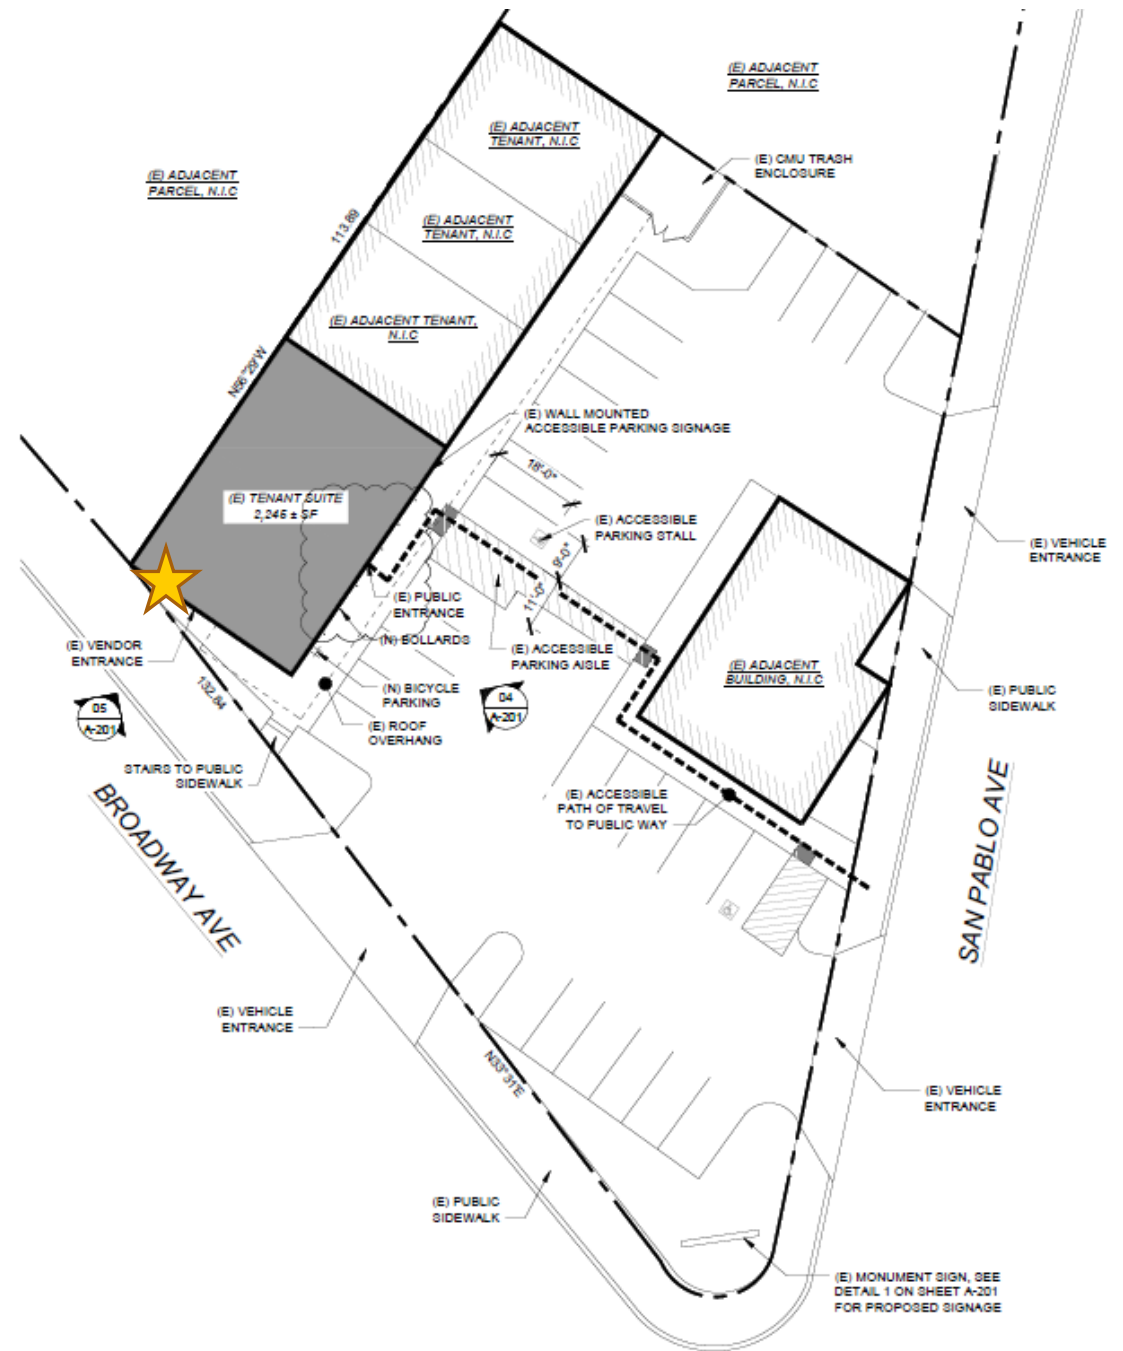 (E) ADJACENT
PARCEL, N.I.C
(E) ADJACENT
TENANT, N.I.C
(E) CMU TRASH
ENCLOSURE
(E) ADJACENT
PARCEL, N.I.C
113.89
(E) ADJACENT
TENANT, N.I.C
(E) ADJACENT TENANT,
N.I.C
N56°29'W
(E) WALL MOUNTED
ACCESSIBLE PARKING SIGNAGE
18'-0"
(E) TENANT SUITE
2,245 ± SF
(E) ACCESSIBLE
PARKING STALL
9'-0"
11'-0"
(E) VEHICLE
ENTRANCE
(E) PUBLIC
ENTRANCE
(N) BOLLARDS
(E) VENDOR
ENTRANCE
(E) ACCESSIBLE
PARKING AISLE
(E) ADJACENT
BUILDING, N.I.C
(E) PUBLIC
SIDEWALK
132.84
(N) BICYCLE
PARKING
05
A-201
04
A-201
(E) ROOF
OVERHANG
STAIRS TO PUBLIC
SIDEWALK
(E) ACCESSIBLE
PATH OF TRAVEL
TO PUBLIC WAY
BROADWAY AVE
SAN PABLO AVE
(E) VEHICLE
ENTRANCE
N33°31'E
(E) VEHICLE
ENTRANCE
(E) PUBLIC
SIDEWALK
(E) MONUMENT SIGN, SEE
DETAIL 1 ON SHEET A-201
FOR PROPOSED SIGNAGE